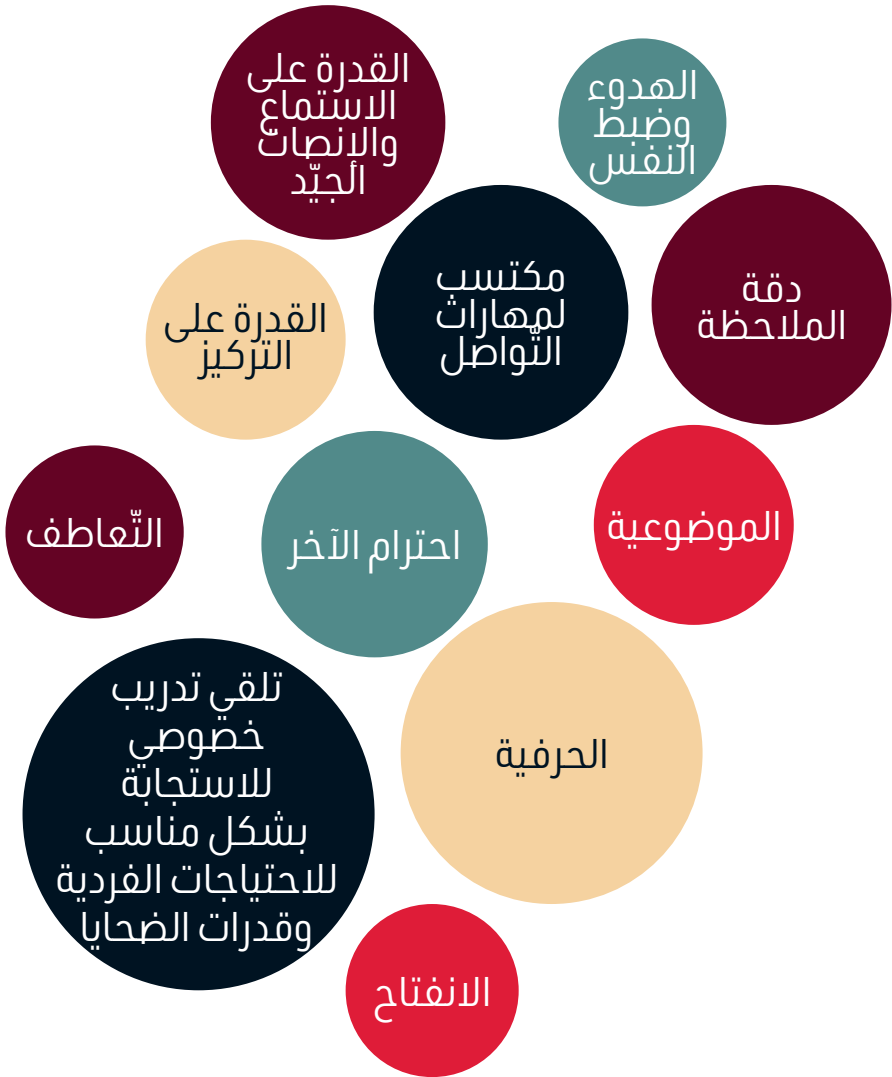 القدرة على
الاستماع
والإنصات
الجيّد
الهدوء
وضبط
النفس
مكتسب
لمهارات
التّواصل
دقة
الملاحظة
القدرة على
التركيز
الموضوعية
احترام الآخر
التّعاطف
تلقي تدريب
خصوصي
للاستجابة
بشكل مناسب
للاحتياجات الفردية
وقدرات الضحايا
الحرفية
الانفتاح